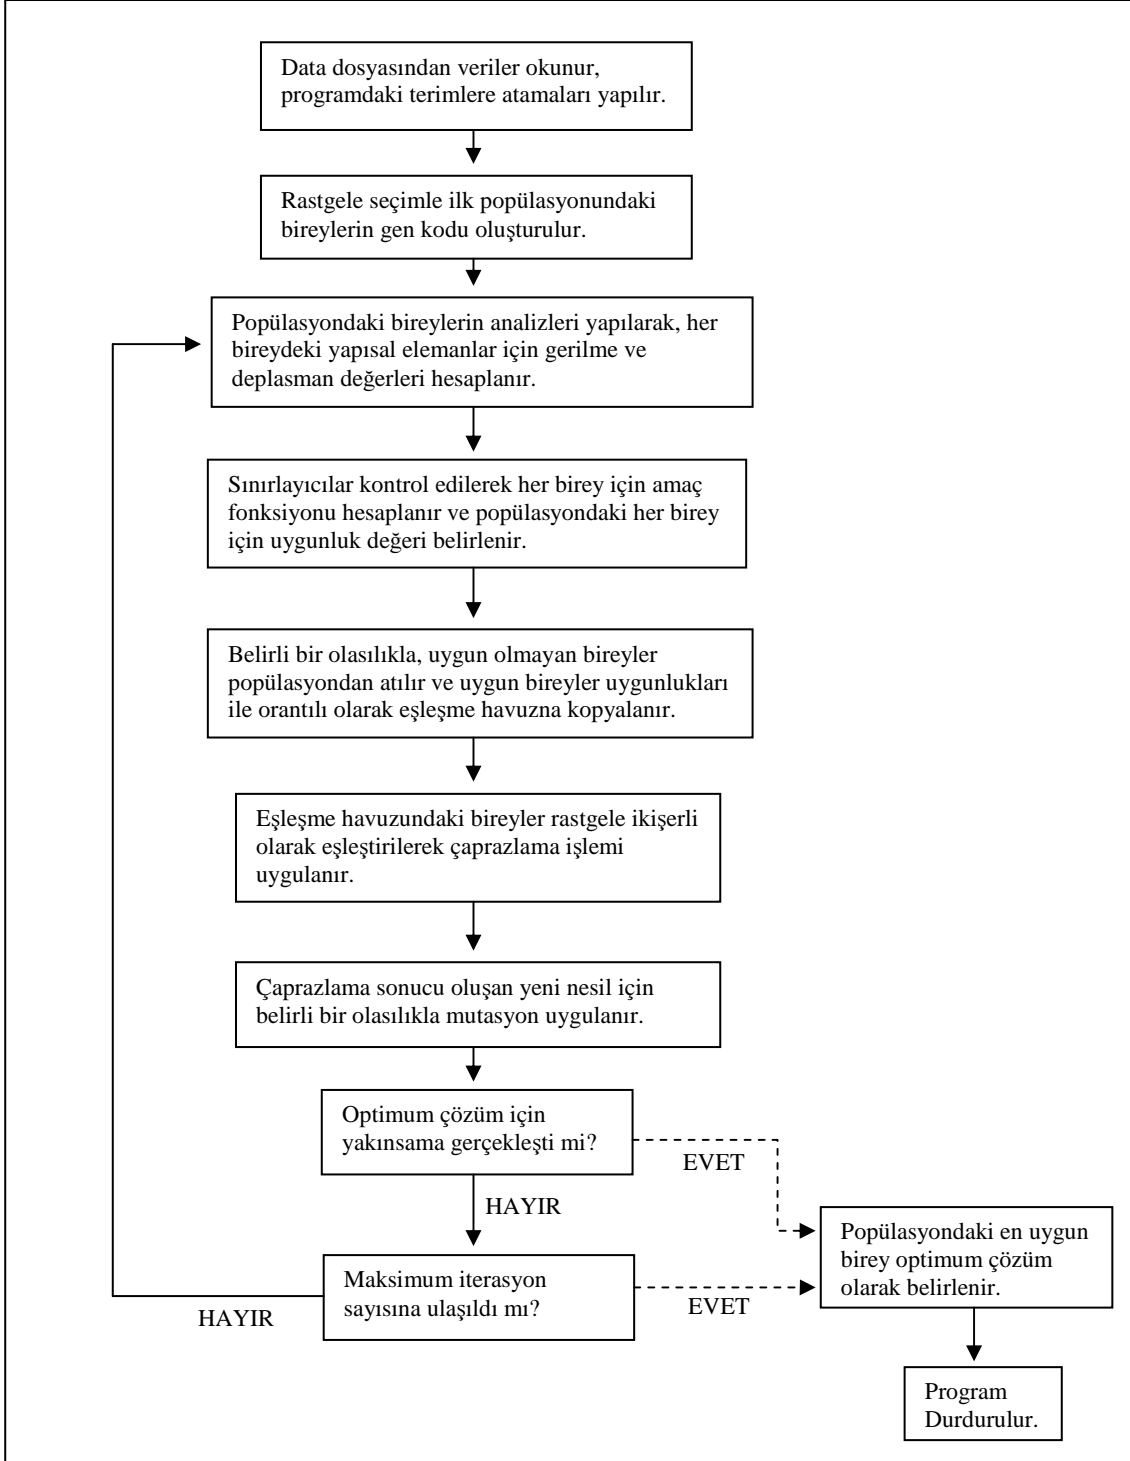 Data dosyasından veriler okunur,
programdaki terimlere atamaları yapılır.
Rastgele seçimle ilk popülasyonundaki
bireylerin gen kodu oluşturulur.
Popülasyondaki bireylerin analizleri yapılarak, her
bireydeki yapısal elemanlar için gerilme ve
deplasman değerleri hesaplanır.
Sınırlayıcılar kontrol edilerek her birey için amaç
fonksiyonu hesaplanır ve popülasyondaki her birey
için uygunluk değeri belirlenir.
Belirli bir olasılıkla, uygun olmayan bireyler
popülasyondan atılır ve uygun bireyler uygunlukları
ile orantılı olarak eşleşme havuzna kopyalanır.
Eşleşme havuzundaki bireyler rastgele ikişerli
olarak eşleştirilerek çaprazlama işlemi
uygulanır.
Çaprazlama sonucu oluşan yeni nesil için
belirli bir olasılıkla mutasyon uygulanır.
Optimum çözüm için
yakınsama gerçekleşti mi?
EVET
HAYIR
Popülasyondaki en uygun
birey optimum çözüm
olarak belirlenir.
Maksimum iterasyon
sayısına ulaşıldı mı?
EVET
HAYIR
Program
Durdurulur.